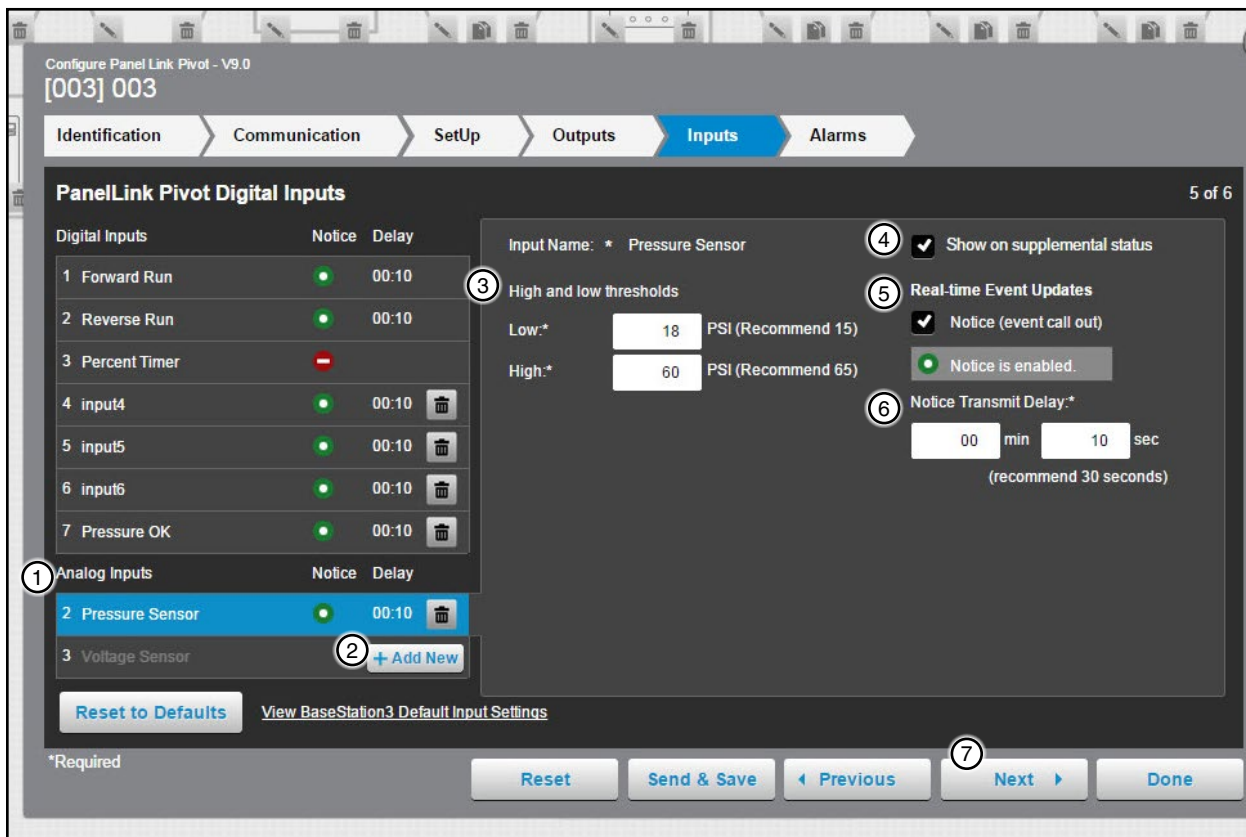 Configure Panel Link Pivot - V9.0
[003] 003
Identification
Communication
SetUp
Outputs
Inputs
Alarms
PanelLink Pivot Digital Inputs
5 of 6
Digital Inputs Notice Delay
1 Forward Run 00:10
2 Reverse Run 00:10
3 Percent Timer
4 input4 00:10
5 input5 00:10
6 input6 00:10
7 Pressure OK 00:10
1
Analog Inputs Notice Delay
2 Pressure Sensor 00:10
3 Voltage Sensor
2
+ Add New
Reset to Defaults
View BaseStation3 Default Input Settings
Input Name: * Pressure Sensor
3
High and low thresholds
Low:* 18 PSI (Recommend 15)
High:* 60 PSI (Recommend 65)
4
Show on supplemental status
5
Real-time Event Updates
Notice (event call out)
Notice is enabled.
6
Notice Transmit Delay:*
00 min 10 sec
(recommend 30 seconds)
*Required
Reset
Send & Save
Previous
7
Next
Done